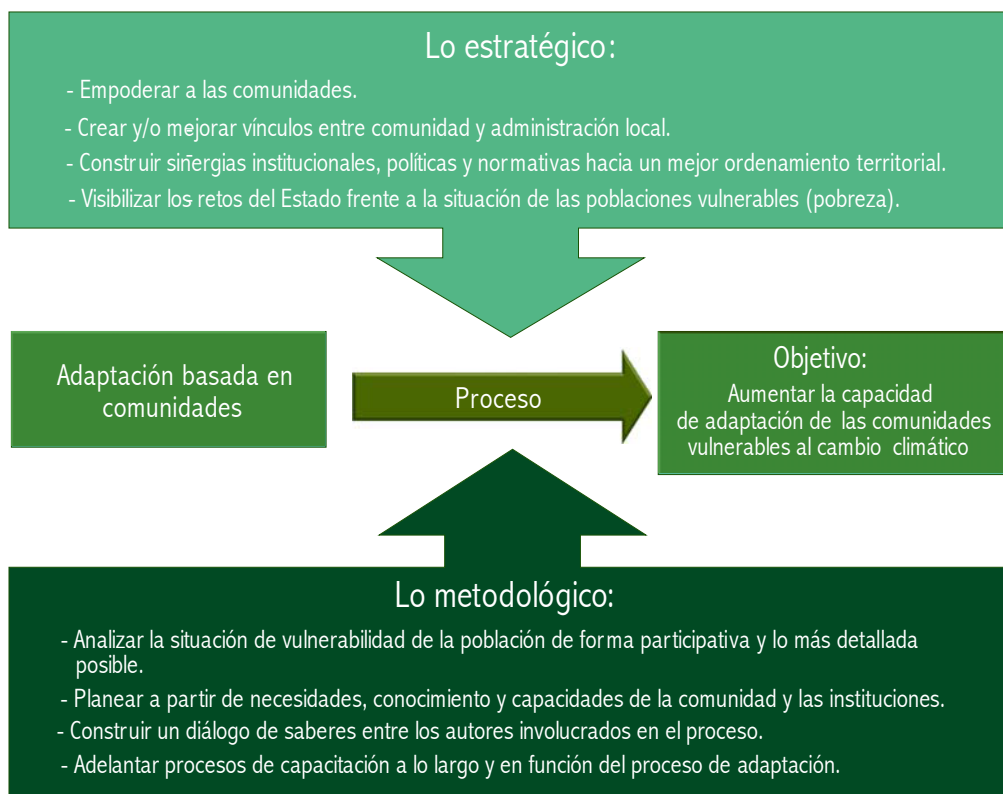 Lo estratégico:
- Empoderar a las comunidades.
- Crear y/o mejorar vínculos entre comunidad y administración local.
- Construir sinergias institucionales, políticas y normativas hacia un mejor ordenamiento territorial.
- Visibilizar los retos del Estado frente a la situación de las poblaciones vulnerables (pobreza).
Adaptación basada en
comunidades
Proceso
Objetivo:
Aumentar la capacidad
de adaptación de las comunidades
vulnerables al cambio climático
Lo metodológico:
- Analizar la situación de vulnerabilidad de la población de forma participativa y lo más detallada
posible.
- Planear a partir de necesidades, conocimiento y capacidades de la comunidad y las instituciones.
- Construir un diálogo de saberes entre los autores involucrados en el proceso.
- Adelantar procesos de capacitación a lo largo y en función del proceso de adaptación.